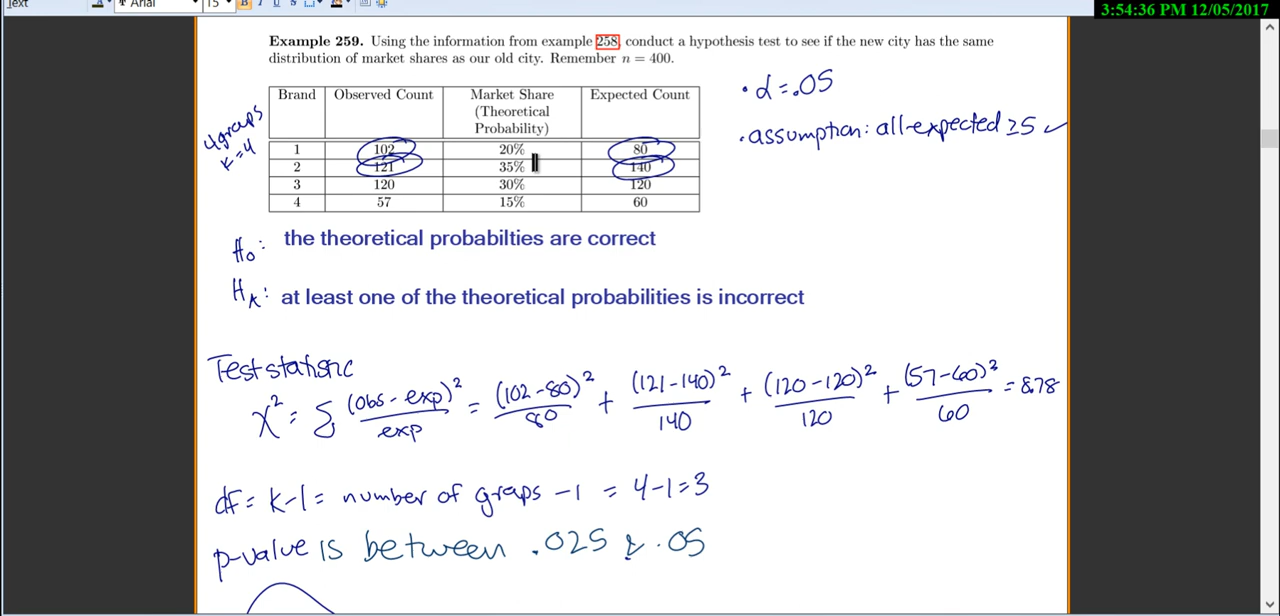 Text
Arial
15
B I U S
3:54:36 PM 12/05/2017
Example 259. Using the information from example 258, conduct a hypothesis test to see if the new city has the same
distribution of market shares as our old city. Remember n = 400.
Brand Observed Count Market Share (Theoretical Probability) Expected Count
1 102 20% 80
2 121 35% 140
3 120 30% 120
4 57 15% 60
4 groups
k=4
• α = .05
• assumption: all expected ≥5 ✓
H₀: the theoretical probabilties are correct
H_A: at least one of the theoretical probabilities is incorrect
Test statistic
χ² = Σ (obs - exp)²/exp = (102-80)²/80 + (121-140)²/140 + (120-120)²/120 + (57-60)²/60 = 8.78
df = k-1 = number of graps -1 = 4-1=3
p-value is between .025 & .05